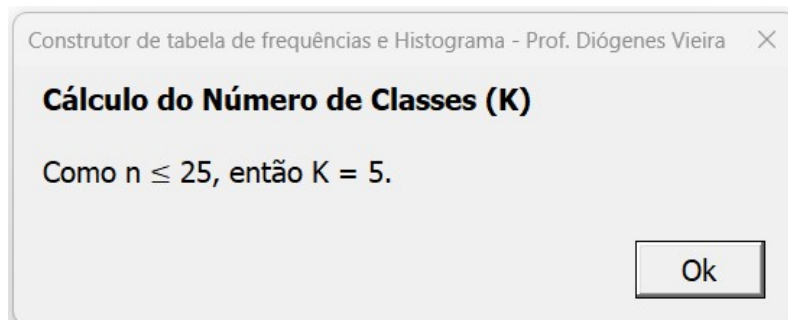 Construtor de tabela de frequências e Histograma - Prof. Diógenes Vieira
Cálculo do Número de Classes (K)
Como n ≤ 25, então K = 5.
Ok